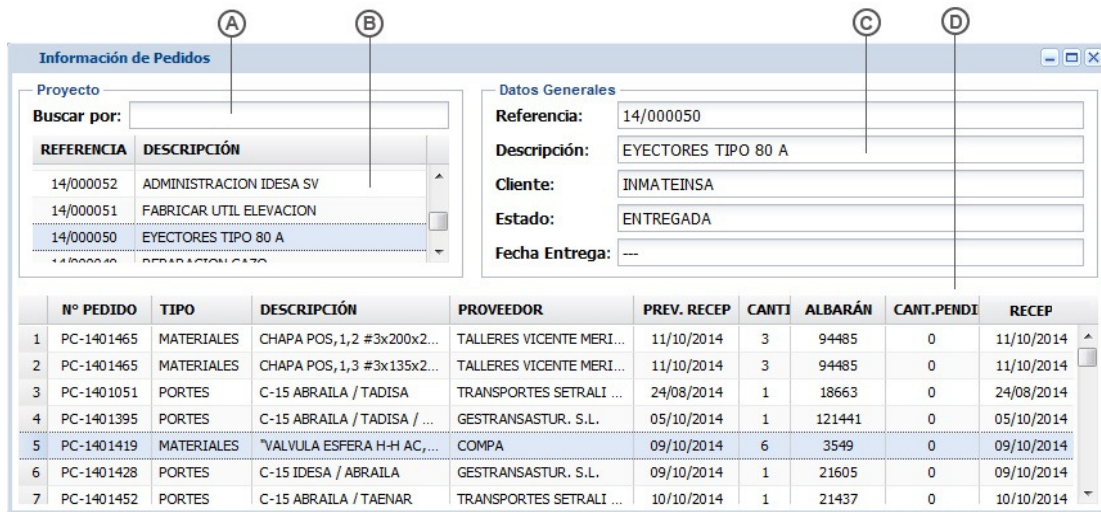 A B C D
Información de Pedidos
Proyecto
Buscar por:
REFERENCIA DESCRIPCIÓN
14/000052 ADMINISTRACION IDESA SV
14/000051 FABRICAR UTIL ELEVACION
14/000050 EYECTORES TIPO 80 A
Datos Generales
Referencia: 14/000050
Descripción: EYECTORES TIPO 80 A
Cliente: INMATEINSA
Estado: ENTREGADA
Fecha Entrega: ---
Nº PEDIDO TIPO DESCRIPCIÓN PROVEEDOR PREV. RECEP CANTI ALBARÁN CANT.PENDI RECEP
1 PC-1401465 MATERIALES CHAPA POS,1,2 #3x200x2... TALLERES VICENTE MERI... 11/10/2014 3 94485 0 11/10/2014
2 PC-1401465 MATERIALES CHAPA POS,1,3 #3x135x2... TALLERES VICENTE MERI... 11/10/2014 3 94485 0 11/10/2014
3 PC-1401051 PORTES C-15 ABRAILA / TADISA TRANSPORTES SETRALI ... 24/08/2014 1 18663 0 24/08/2014
4 PC-1401395 PORTES C-15 ABRAILA / TADISA / ... GESTRANSASTUR. S.L. 05/10/2014 1 121441 0 05/10/2014
5 PC-1401419 MATERIALES "VALVULA ESFERA H-H AC,... COMPA 09/10/2014 6 3549 0 09/10/2014
6 PC-1401428 PORTES C-15 IDESA / ABRAILA GESTRANSASTUR. S.L. 09/10/2014 1 21605 0 09/10/2014
7 PC-1401452 PORTES C-15 ABRAILA / TAENAR TRANSPORTES SETRALI ... 10/10/2014 1 21437 0 10/10/2014